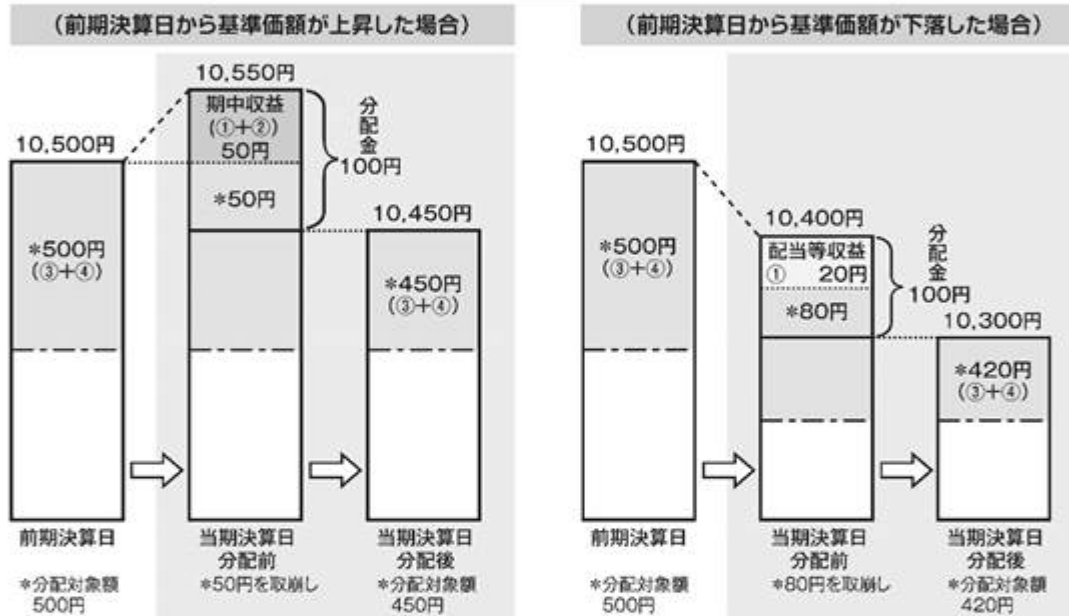 （前期決算日から基準価額が上昇した場合）
10,550円
期中収益
(①+②)
50円
*50円
分配金
100円
10,500円
*500円
(③+④)
10,450円
*450円
(③+④)
前期決算日
当期決算日
分配前
当期決算日
分配後
*分配対象額
500円
*50円を取崩し
*分配対象額
450円
（前期決算日から基準価額が下落した場合）
10,500円
*500円
(③+④)
10,400円
配当等収益
① 20円
*80円
分配金
100円
10,300円
*420円
(③+④)
前期決算日
当期決算日
分配前
当期決算日
分配後
*分配対象額
500円
*80円を取崩し
*分配対象額
420円